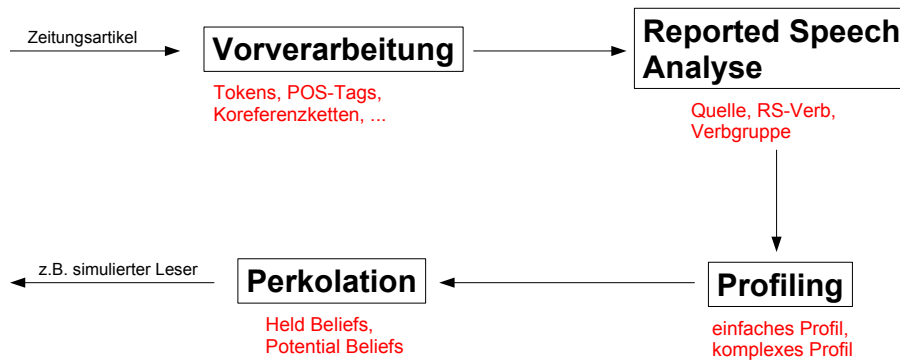 Zeitungsartikel
Vorverarbeitung
Tokens, POS-Tags,
Koreferenzketten, ...
Reported Speech
Analyse
Quelle, RS-Verb,
Verbgruppe
Profiling
einfaches Profil,
komplexes Profil
Perkolation
Held Beliefs,
Potential Beliefs
z.B. simulierter Leser